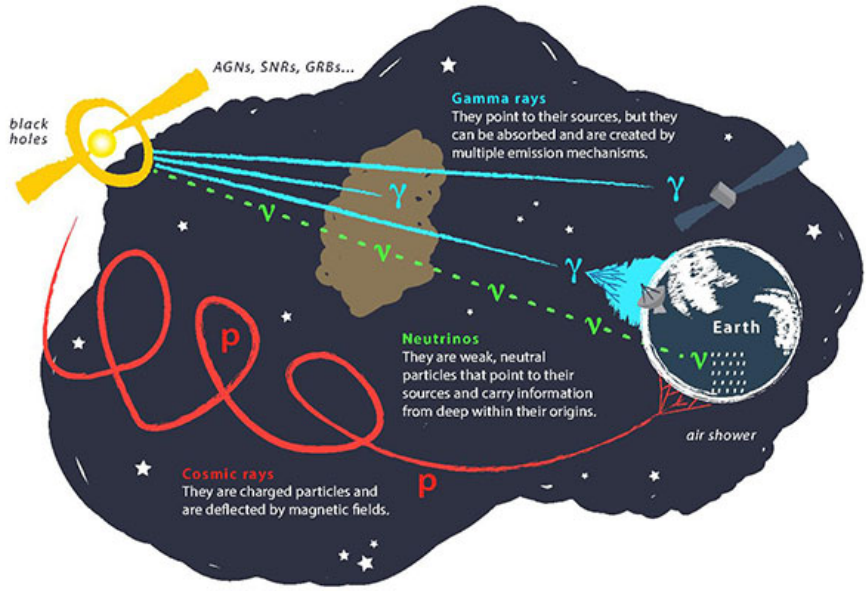 AGNs, SNRs, GRBs...
black
holes
Gamma rays
They point to their sources, but they
can be absorbed and are created by
multiple emission mechanisms.
γ
γ
ν
ν
γ
ν
ν
Earth
ν
p
Neutrinos
They are weak, neutral
particles that point to their
sources and carry information
from deep within their origins.
air shower
Cosmic rays
They are charged particles and
are deflected by magnetic fields.
p